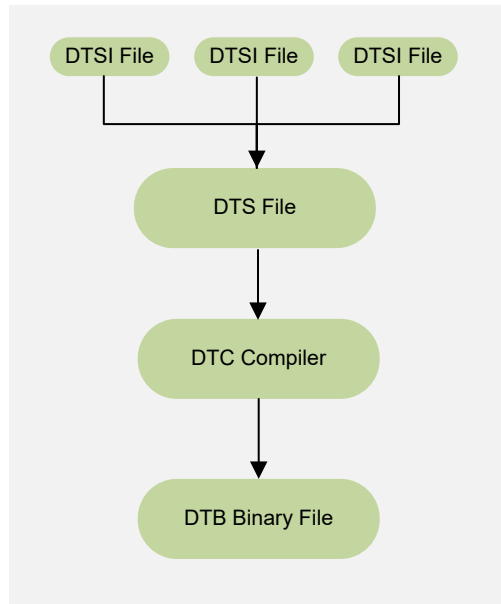 DTSI File
DTSI File
DTSI File
DTS File
DTC Compiler
DTB Binary File